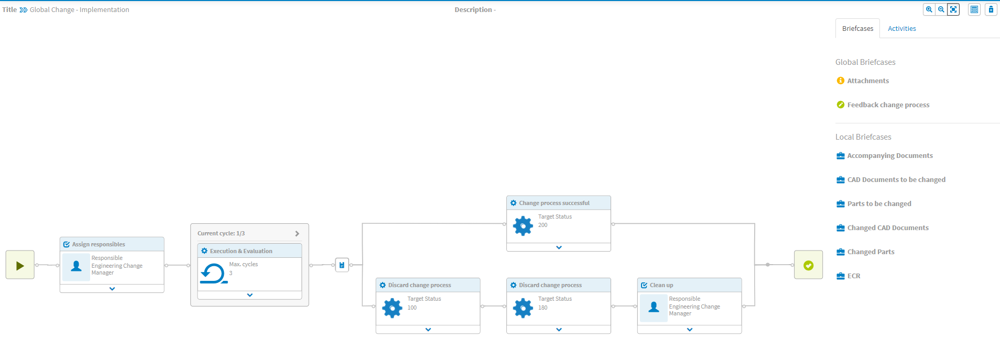 Title Global Change - Implementation
Description -
Briefcases Activities
Global Briefcases
Attachments
Feedback change process
Local Briefcases
Accompanying Documents
CAD Documents to be changed
Parts to be changed
Changed CAD Documents
Changed Parts
ECR
Assign responsibles
Responsible
Engineering Change
Manager
Current cycle: 1/3
Execution & Evaluation
Max. cycles
3
Change process successful
Target Status
200
Discard change process
Target Status
100
Discard change process
Target Status
180
Clean up
Responsible
Engineering Change
Manager